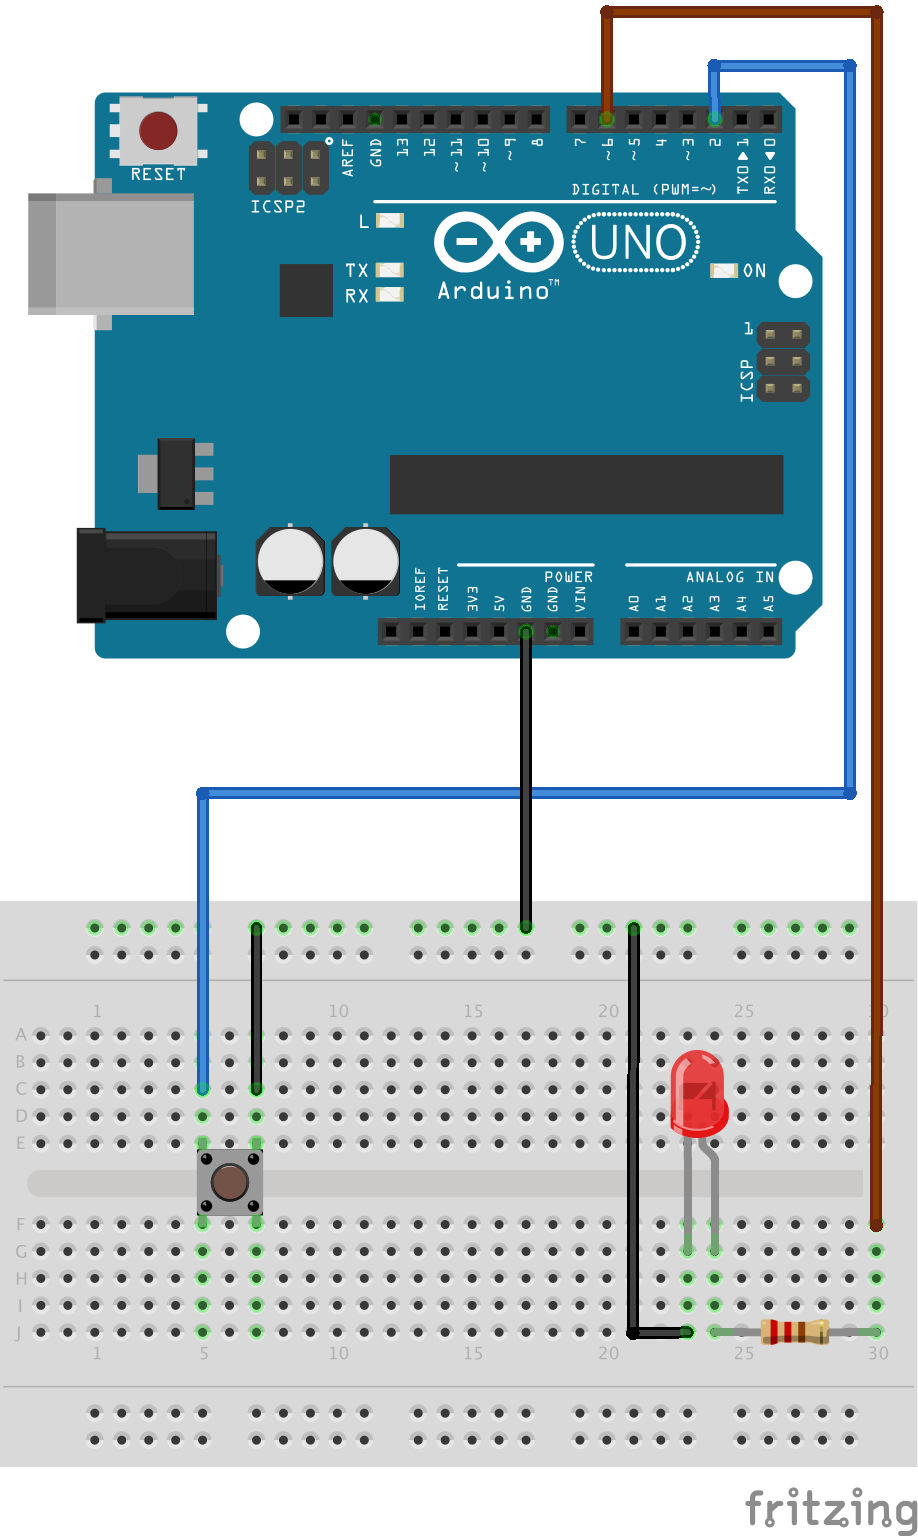 RESET
ICSP2
AREF
GND
13
12
~11
~10
~9
8
7
~6
~5
4
~3
2
TX0▶1
RX0◀0
DIGITAL (PWM=~)
L
TX
RX
UNO
ON
Arduino™
1
ICSP
POWER
ANALOG IN
IOREF
RESET
3V3
5V
GND
GND
VIN
A0
A1
A2
A3
A4
A5
1 10 15 20 25 30
A
B
C
D
E
F
G
H
I
J
1 5 10 15 20 25 30
fritzing